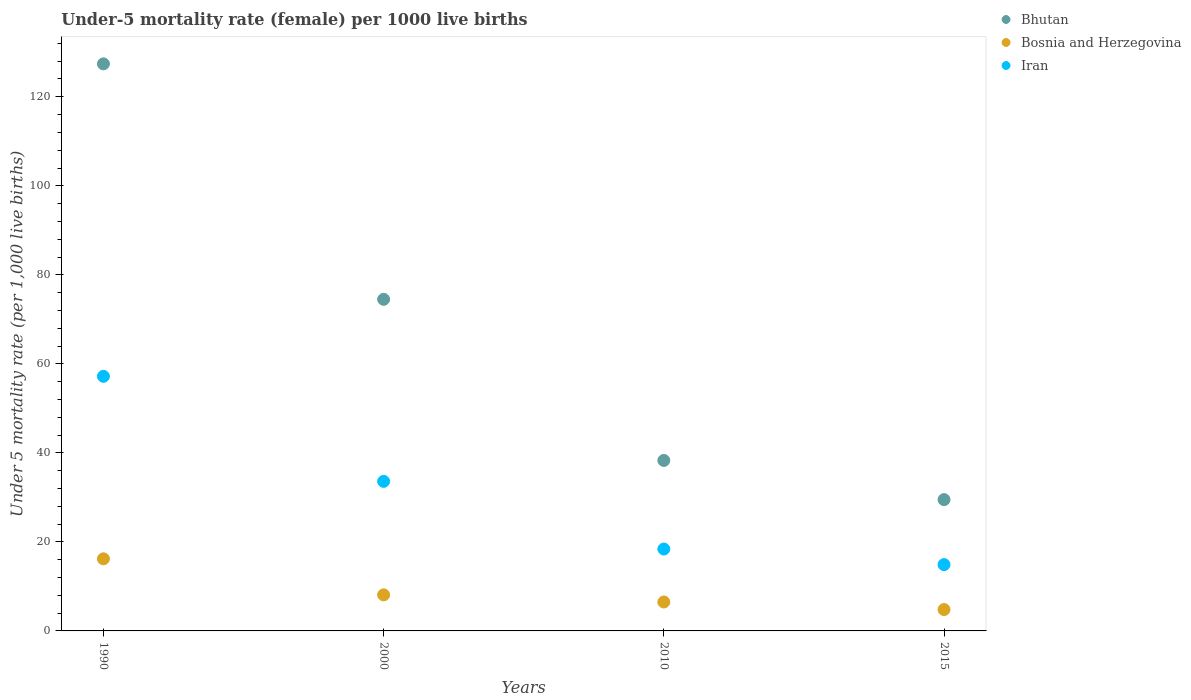 Under-5 mortality rate (female) per 1000 live births
Bhutan
Bosnia and Herzegovina
Iran
Under 5 mortality rate (per 1,000 live births)
120
100
80
60
40
20
0
1990
2000
2010
2015
Years